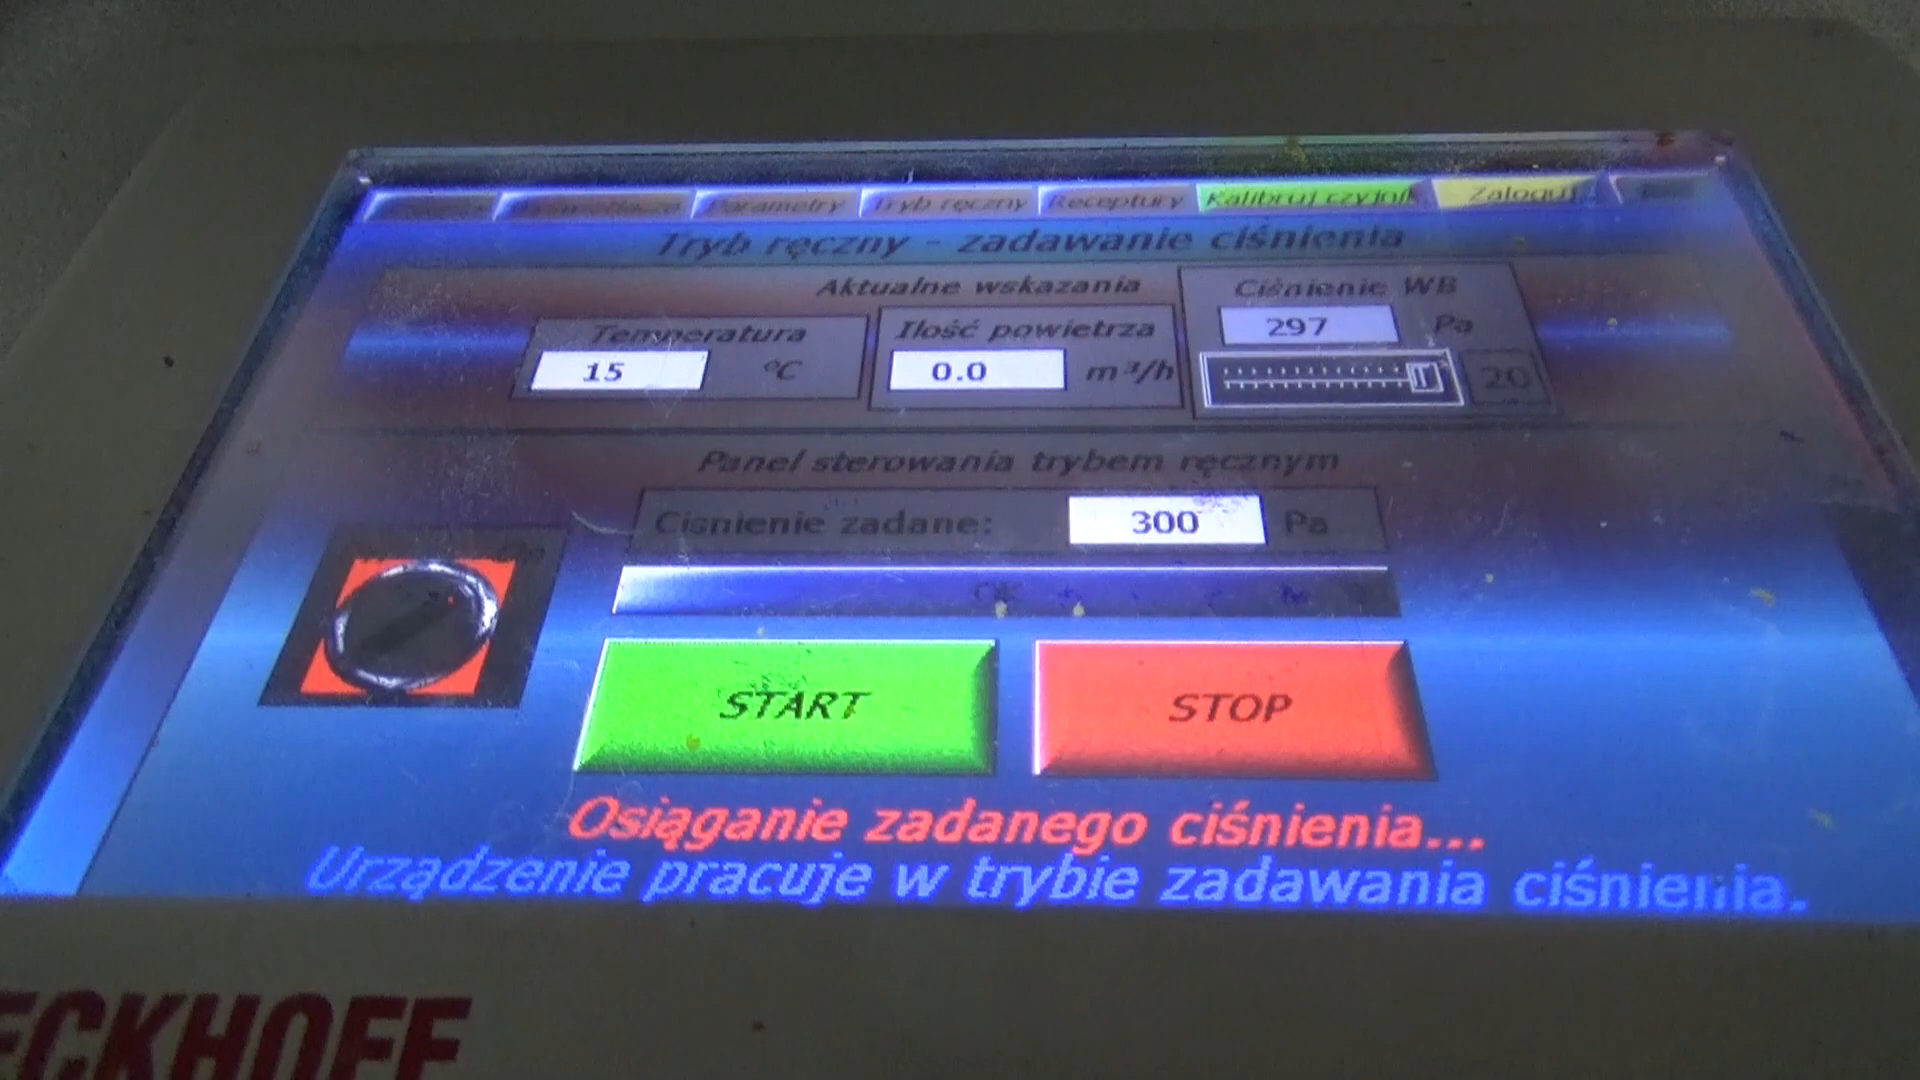 Parametry Tryb ręczny Receptury Kalibruj czyjnik Zaloguj
Tryb ręczny - zadawanie ciśnienia
Aktualne wskazania
Ciśnienie WB
297 Pa
Temperatura
Ilość powietrza
15 °C
0.0 m³/h
20
Panel sterowania trybem ręcznym
Ciśnienie zadane: 300 Pa
START
STOP
Osiąganie zadanego ciśnienia...
Urządzenie pracuje w trybie zadawania ciśnienia.
ECKHOFF